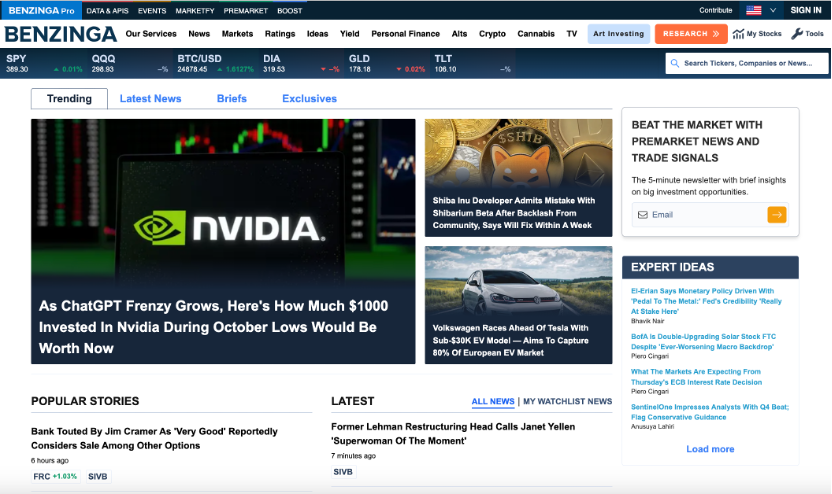 BENZINGA Pro DATA & APIS EVENTS MARKETFY PREMARKET BOOST Contribute SIGN IN
BENZINGA Our Services News Markets Ratings Ideas Yield Personal Finance Alts Crypto Cannabis TV Art Investing RESEARCH My Stocks Tools
SPY QQQ BTC/USD DIA GLD TLT
389.30 0.01% 298.93 -% 24878.45 1.6127% 319.53 -% 178.18 0.02% 106.10 -%
Search Tickers, Companies or News...
Trending Latest News Briefs Exclusives
NVIDIA.
As ChatGPT Frenzy Grows, Here's How Much $1000
Invested In Nvidia During October Lows Would Be
Worth Now
$SHIB
Shiba Inu Developer Admits Mistake With
Shibarium Beta After Backlash From
Community, Says Will Fix Within A Week
Volkswagen Races Ahead Of Tesla With
Sub-$30K EV Model — Aims To Capture
80% Of European EV Market
BEAT THE MARKET WITH
PREMARKET NEWS AND
TRADE SIGNALS
The 5-minute newsletter with brief insights
on big investment opportunities.
Email
EXPERT IDEAS
El-Erian Says Monetary Policy Driven With
'Pedal To The Metal:' Fed's Credibility 'Really
At Stake Here'
Bhavik Nair
BofA Is Double-Upgrading Solar Stock FTC
Despite 'Ever-Worsening Macro Backdrop'
Piero Cingari
What The Markets Are Expecting From
Thursday's ECB Interest Rate Decision
Piero Cingari
SentinelOne Impresses Analysts With Q4 Beat;
Flag Conservative Guidance
Anusuya Lahiri
Load more
POPULAR STORIES
Bank Touted By Jim Cramer As 'Very Good' Reportedly
Considers Sale Among Other Options
6 hours ago
FRC +1.03% SIVB
LATEST ALL NEWS | MY WATCHLIST NEWS
Former Lehman Restructuring Head Calls Janet Yellen
'Superwoman Of The Moment'
7 minutes ago
SIVB